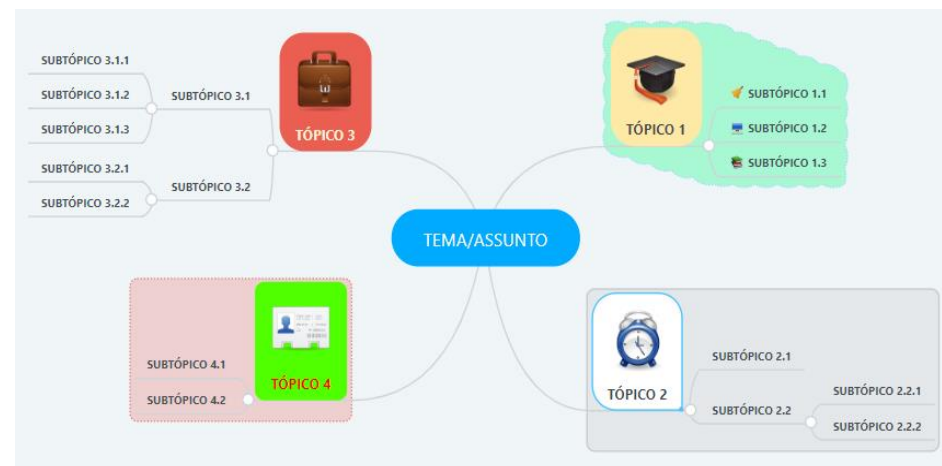 TEMA/ASSUNTO
TÓPICO 1
SUBTÓPICO 1.1
SUBTÓPICO 1.2
SUBTÓPICO 1.3
TÓPICO 2
SUBTÓPICO 2.1
SUBTÓPICO 2.2
SUBTÓPICO 2.2.1
SUBTÓPICO 2.2.2
TÓPICO 3
SUBTÓPICO 3.1
SUBTÓPICO 3.1.1
SUBTÓPICO 3.1.2
SUBTÓPICO 3.1.3
SUBTÓPICO 3.2
SUBTÓPICO 3.2.1
SUBTÓPICO 3.2.2
TÓPICO 4
SUBTÓPICO 4.1
SUBTÓPICO 4.2